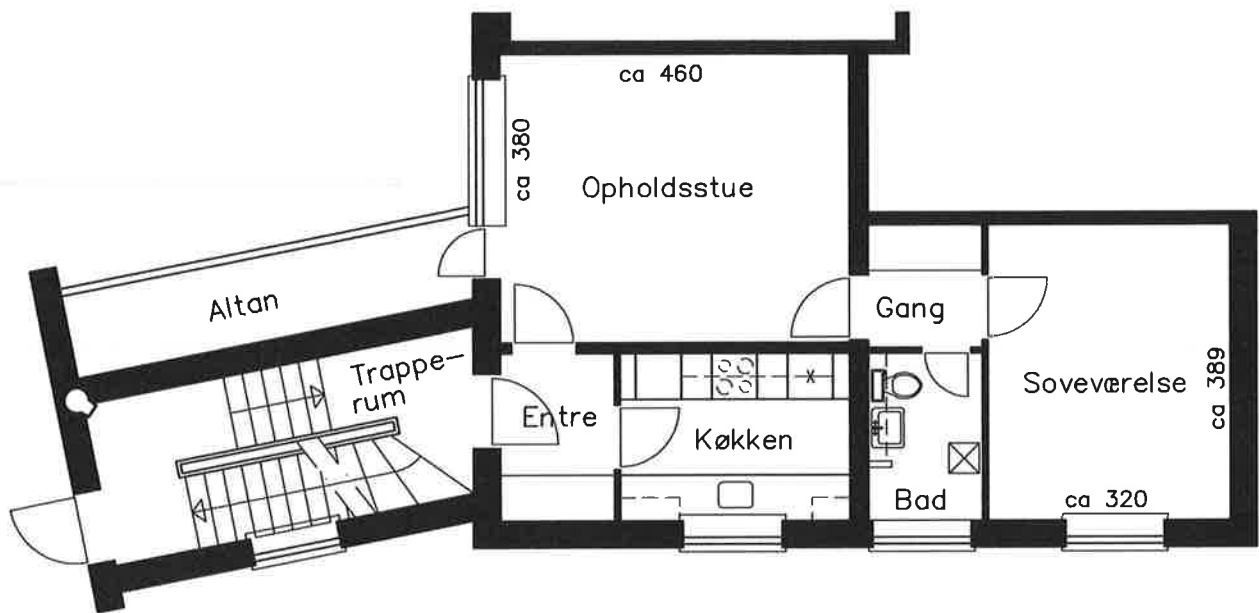 ca 460
ca 380
Opholdsstue
Altan
Gang
Trappe-
rum
Entre
Køkken
Soveværelse
ca 389
Bad
ca 320
x